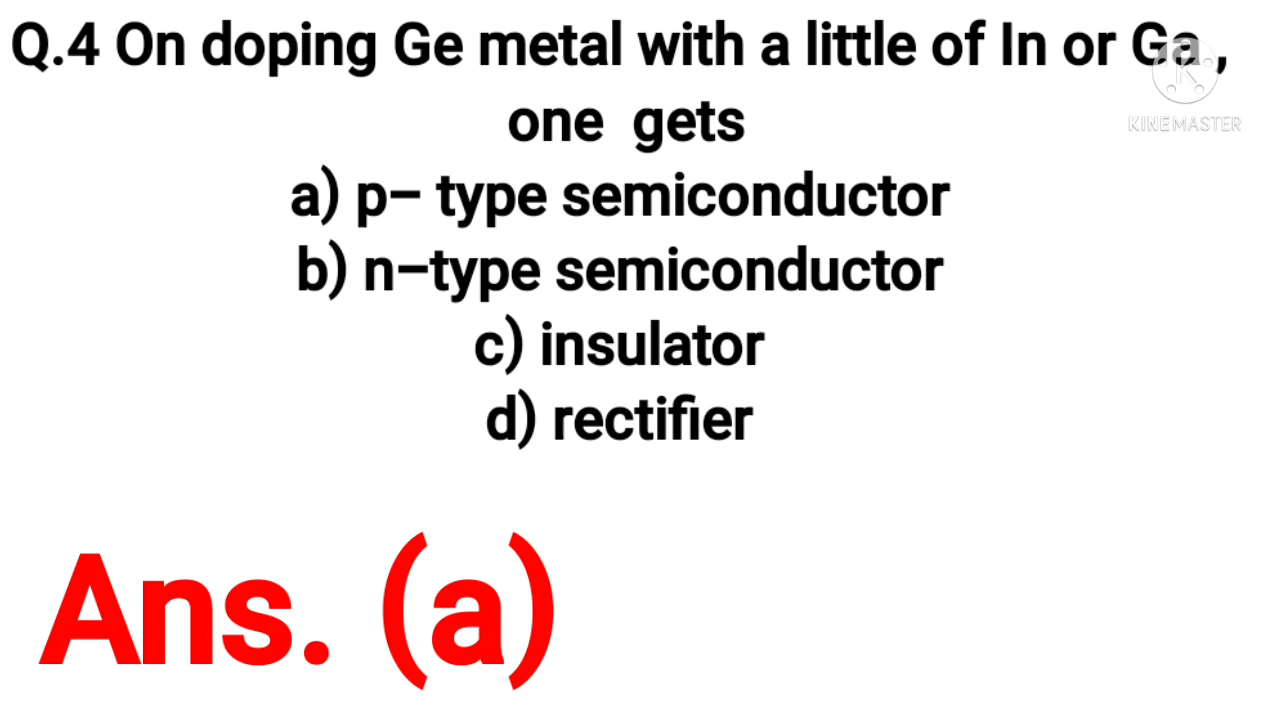 Q.4 On doping Ge metal with a little of In or Ga ,
KINEMASTER
one gets
a) p– type semiconductor
b) n–type semiconductor
c) insulator
d) rectifier
Ans. (a)